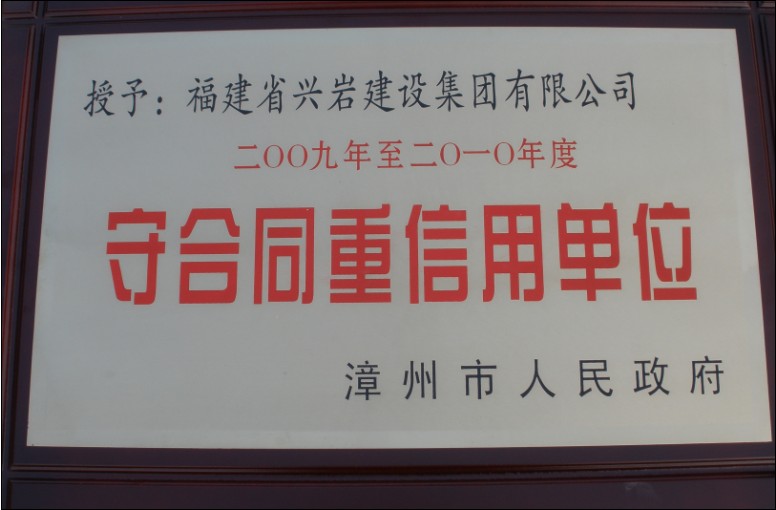 授予：福建省兴岩建设集团有限公司
二OO九年至二O一O年度
守合同重信用单位
漳州市人民政府